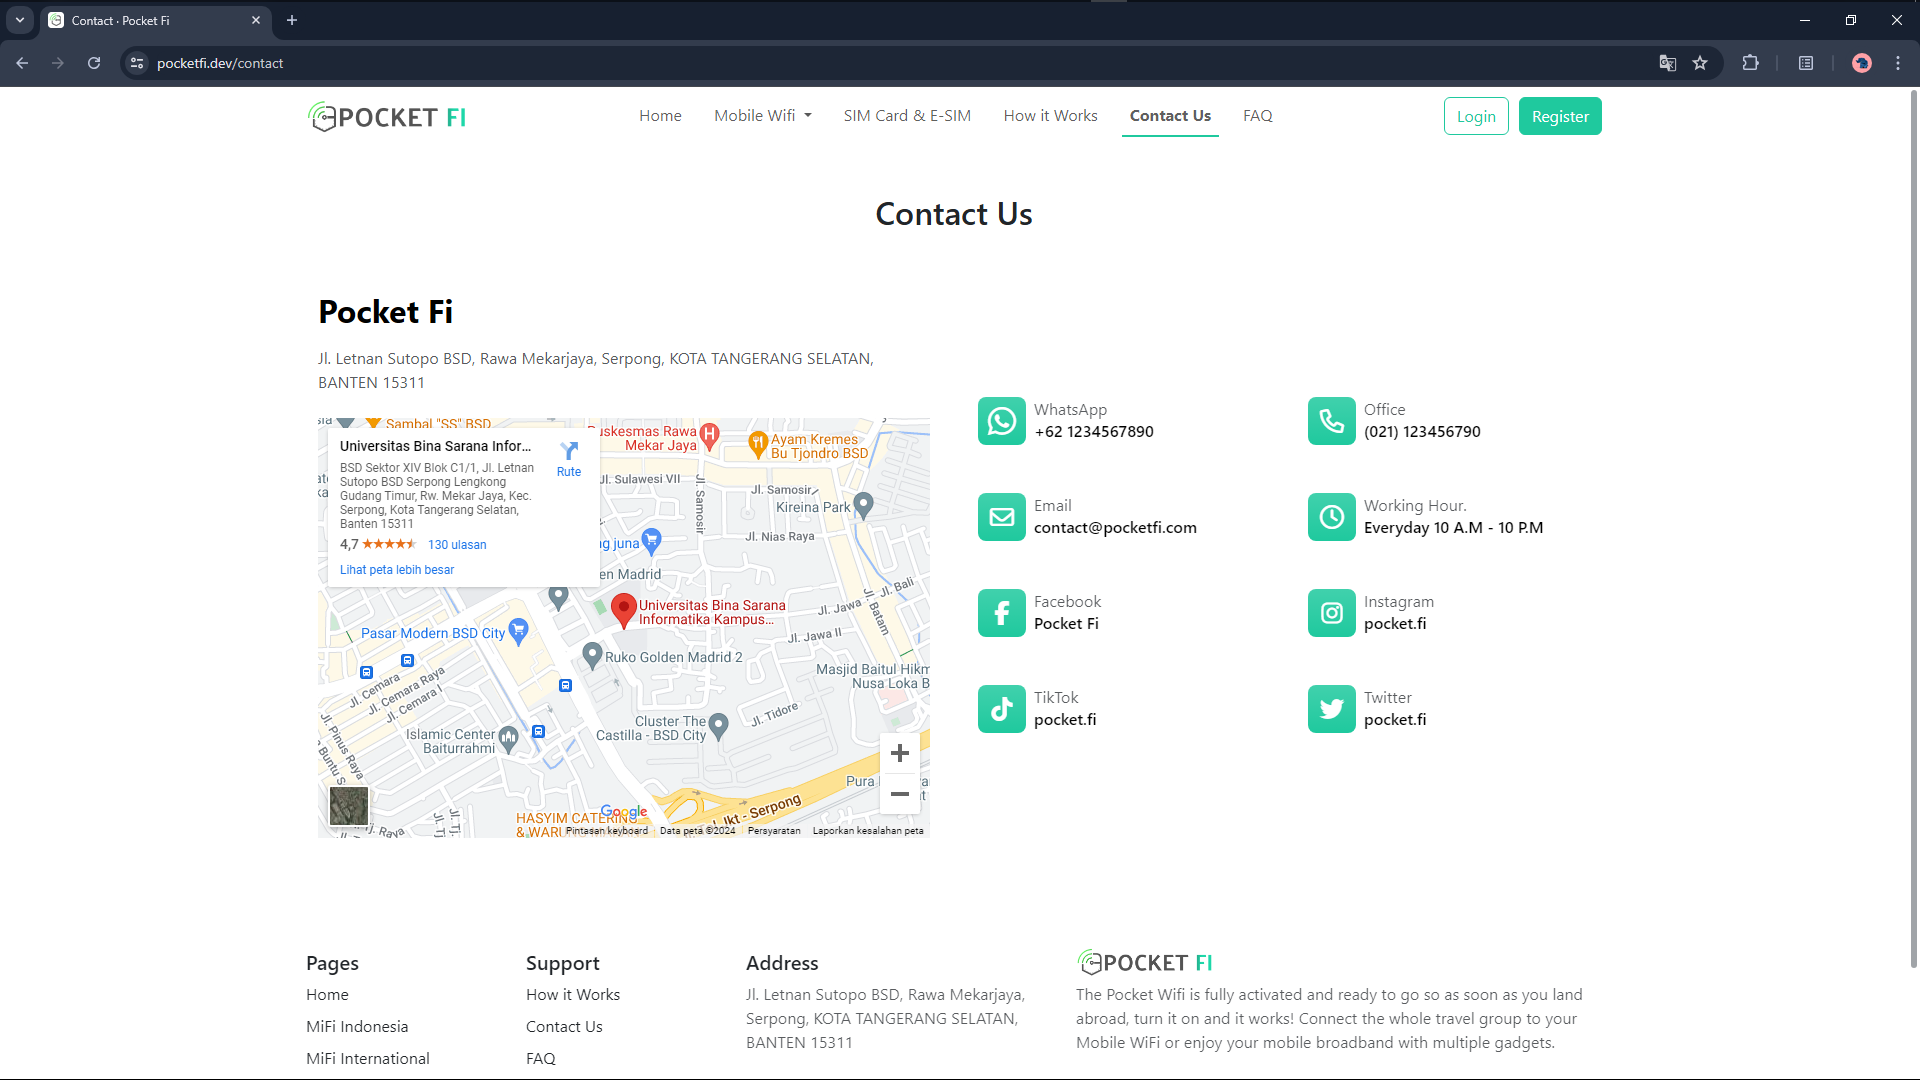 Contact · Pocket Fi
pocketfi.dev/contact
POCKET FI
Home
Mobile Wifi
SIM Card & E-SIM
How it Works
Contact Us
FAQ
Login
Register
Contact Us
Pocket Fi
Jl. Letnan Sutopo BSD, Rawa Mekarjaya, Serpong, KOTA TANGERANG SELATAN,
BANTEN 15311
Sambal "SS" BSD
Universitas Bina Sarana Infor...
Rute
BSD Sektor XIV Blok C1/1, Jl. Letnan
Sutopo BSD Serpong Lengkong
Gudang Timur, Rw. Mekar Jaya, Kec.
Serpong, Kota Tangerang Selatan,
Banten 15311
4,7
130 ulasan
Lihat peta lebih besar
Puskesmas Rawa
Mekar Jaya
Ayam Kremes
Bu Tjondro BSD
Jl. Sulawesi VII
Jl. Samosir
Jl. Samosir
Kireina Park
Jl. Nias Raya
ng juna
en Madrid
Jl. Bali
Jl. Batam
Universitas Bina Sarana
Informatika Kampus...
Jl. Jawa
Jl. Jawa II
Pasar Modern BSD City
Ruko Golden Madrid 2
Masjid Baitul Hikm
Nusa Loka B
Jl. Cemara
Jl. Cemara Raya
Jl. Cemara I
Jl. Pinus Raya
Jl. Tidore
Cluster The
Castilla - BSD City
Islamic Center
Baiturrahmi
Jl. Raya
HASYIM CATERING
Google
Jkt - Serpong
Pintasan keyboard
Data peta ©2024
Persyaratan
Laporkan kesalahan peta
WhatsApp
+62 1234567890
Office
(021) 123456790
Email
contact@pocketfi.com
Working Hour.
Everyday 10 A.M - 10 P.M
Facebook
Pocket Fi
Instagram
pocket.fi
TikTok
pocket.fi
Twitter
pocket.fi
Pages
Home
MiFi Indonesia
MiFi International
Support
How it Works
Contact Us
FAQ
Address
Jl. Letnan Sutopo BSD, Rawa Mekarjaya,
Serpong, KOTA TANGERANG SELATAN,
BANTEN 15311
POCKET FI
The Pocket Wifi is fully activated and ready to go so as soon as you land
abroad, turn it on and it works! Connect the whole travel group to your
Mobile WiFi or enjoy your mobile broadband with multiple gadgets.